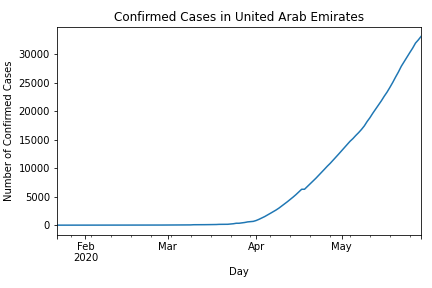 Confirmed Cases in United Arab Emirates
Number of Confirmed Cases
30000
25000
20000
15000
10000
5000
0
Feb
2020
Mar
Apr
May
Day